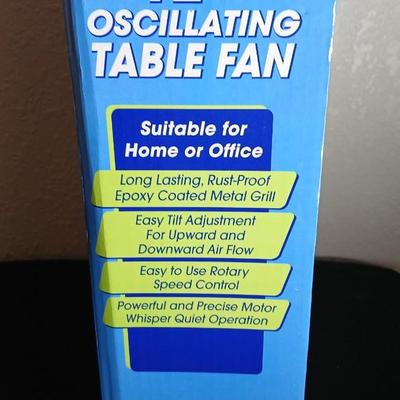 OSCILLATING
TABLE FAN
Suitable for
Home or Office
Long Lasting, Rust-Proof
Epoxy Coated Metal Grill
Easy Tilt Adjustment
For Upward and
Downward Air Flow
Easy to Use Rotary
Speed Control
Powerful and Precise Motor
Whisper Quiet Operation